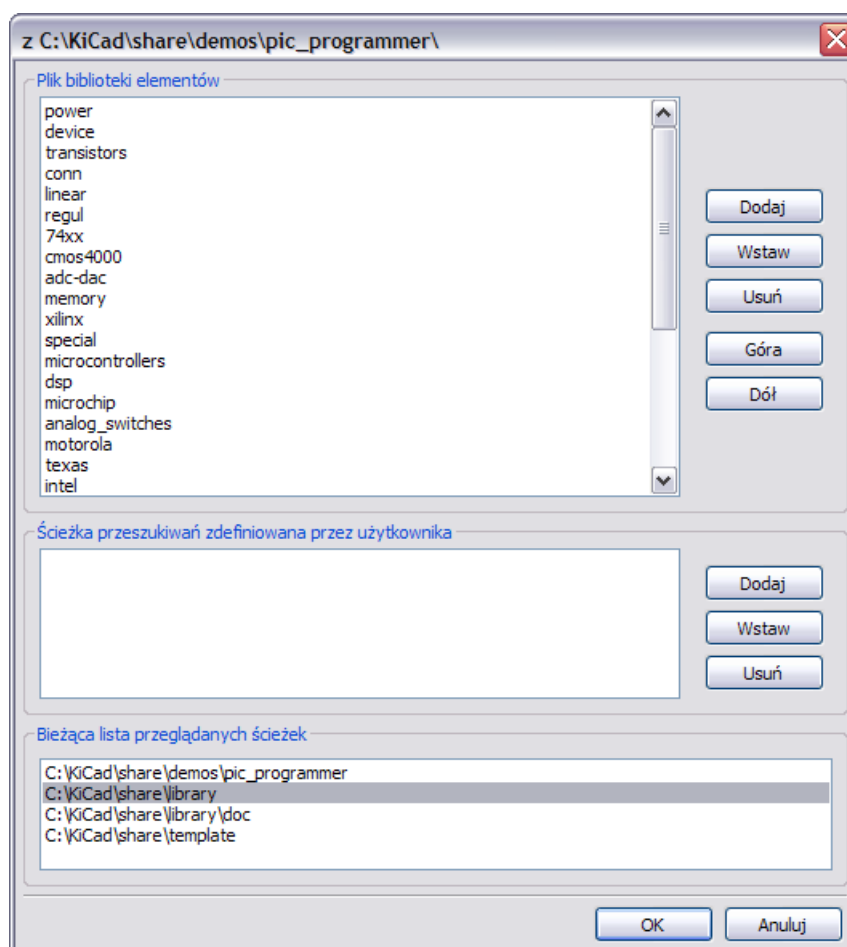 z C:\KiCad\share\demos\pic_programmer\
Plik biblioteki elementów
power
device
transistors
conn
linear
regul
74xx
cmos4000
adc-dac
memory
xilinx
special
microcontrollers
dsp
microchip
analog_switches
motorola
texas
intel
Dodaj
Wstaw
Usuń
Góra
Dół
Ścieżka przeszukiwań zdefiniowana przez użytkownika
Dodaj
Wstaw
Usuń
Bieżąca lista przeglądanych ścieżek
C:\KiCad\share\demos\pic_programmer
C:\KiCad\share\library
C:\KiCad\share\library\doc
C:\KiCad\share\template
OK
Anuluj